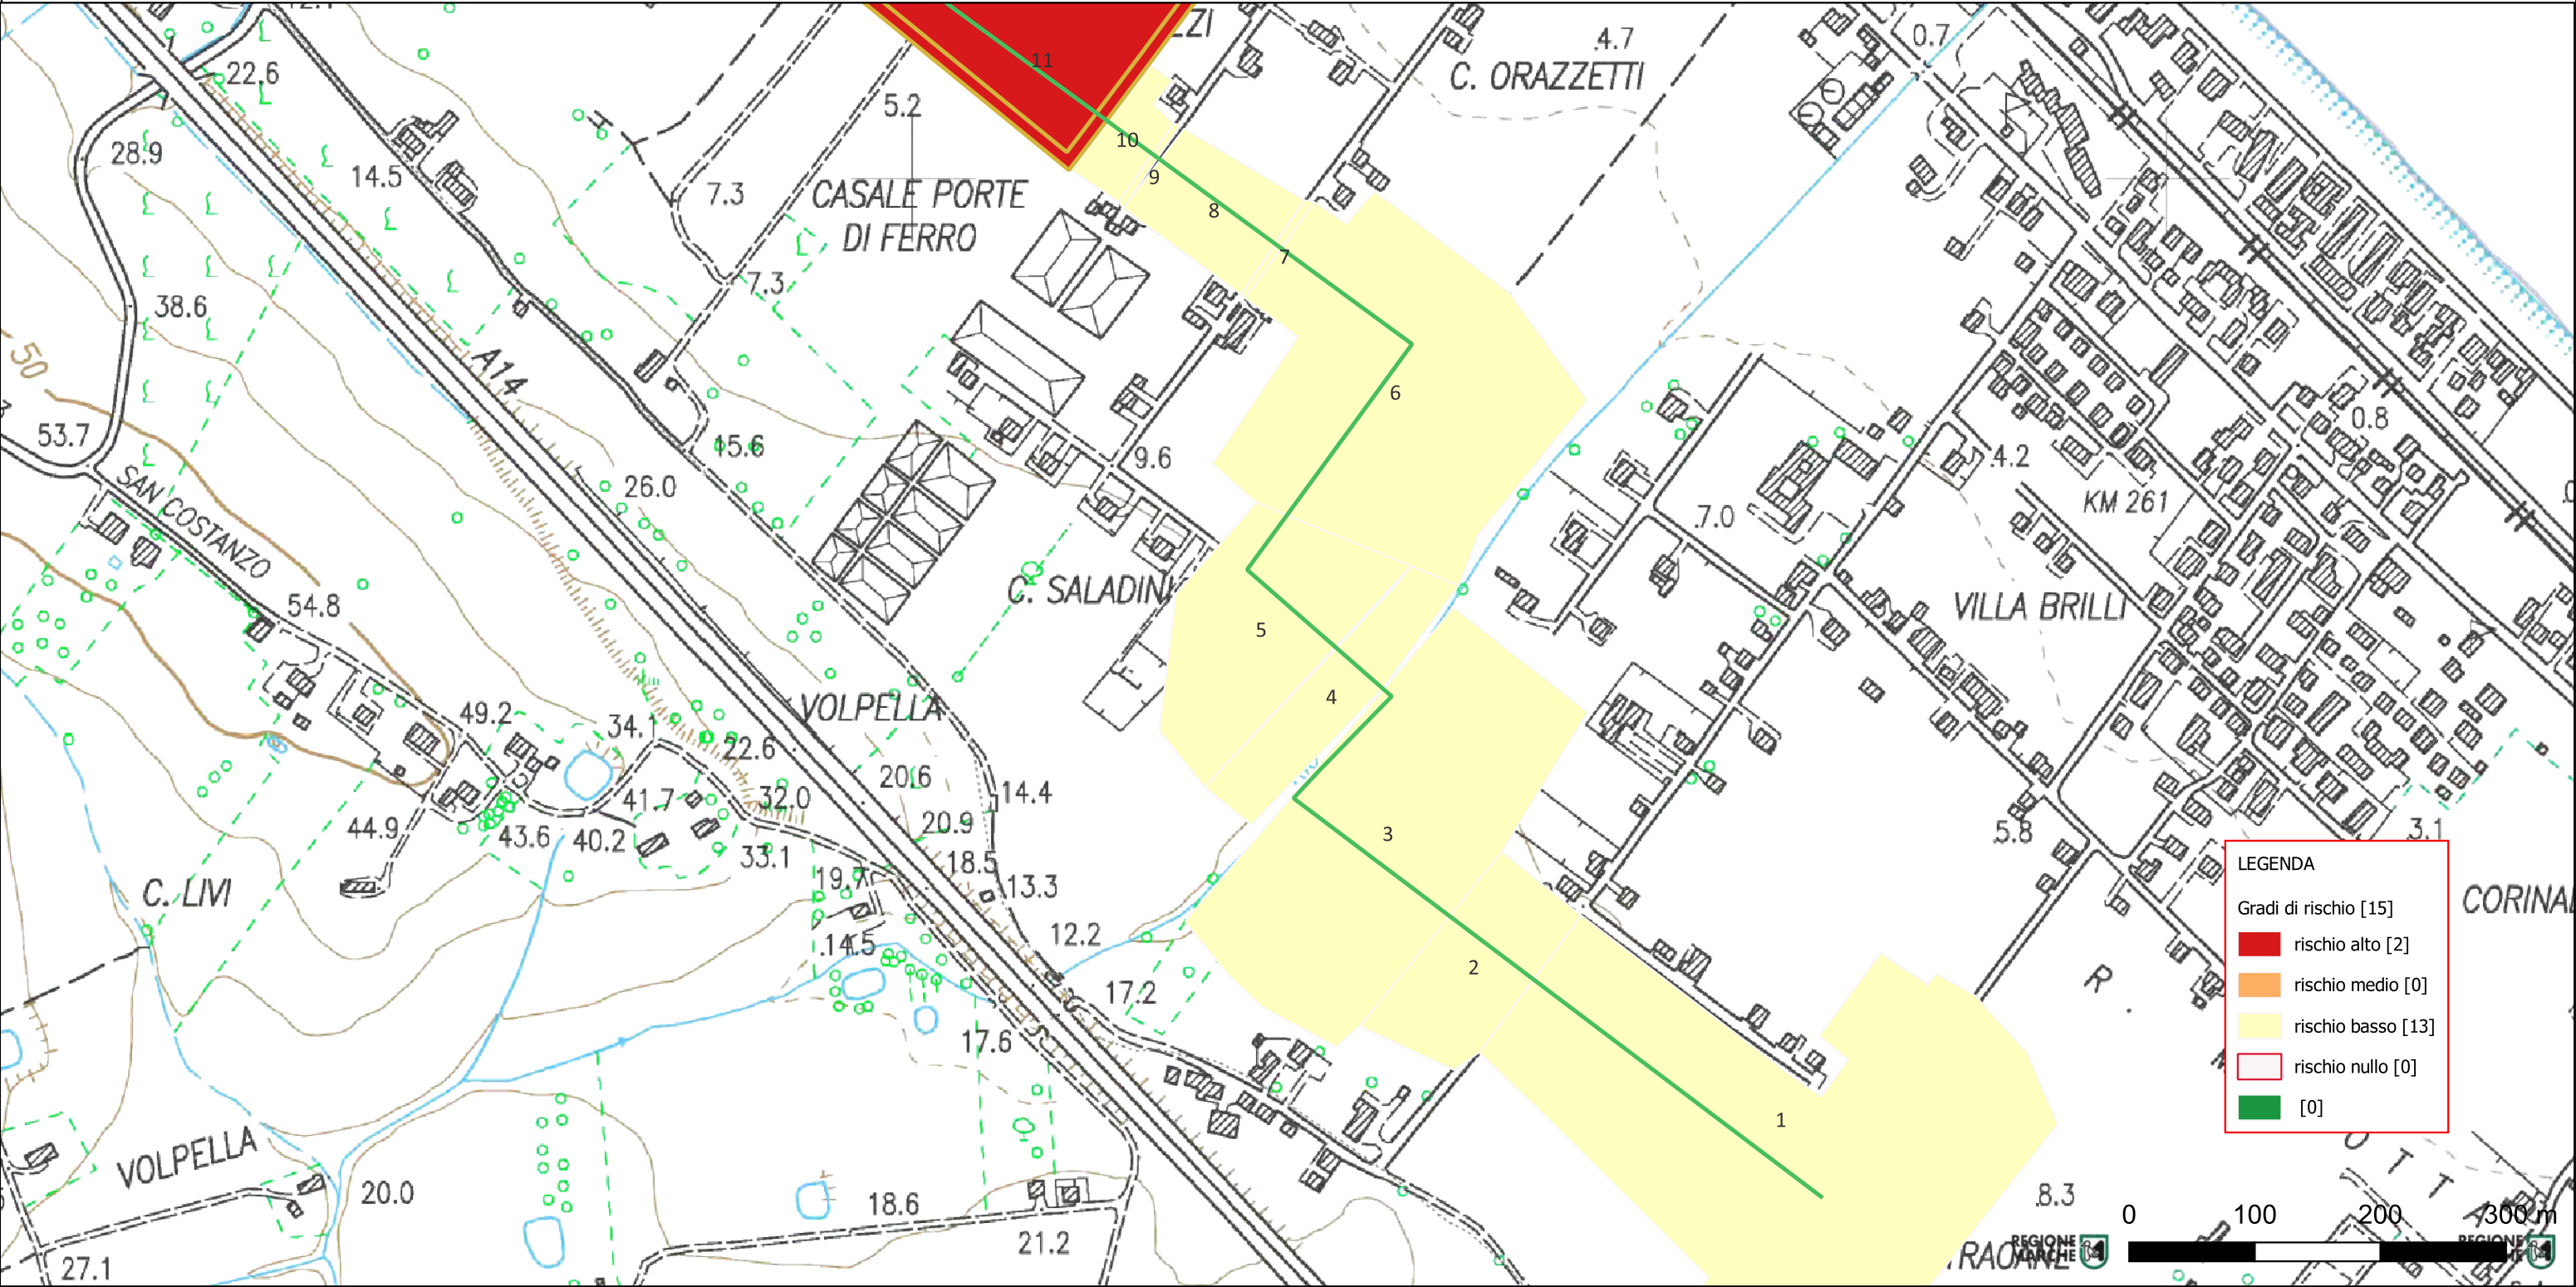 22.6
28.9
14.5
38.6
50
53.7
A14
SAN COSTANZO
54.8
15.6
26.0
7.3
7.3
5.2
CASALE PORTE
DI FERRO
11
10
9
8
7
6
5
4
3
2
1
ZZI
4.7
C. ORAZZETTI
0.7
9.6
C. SALADINI
7.0
4.2
KM 261
0.8
VILLA BRILLI
VOLPELLA
49.2
34.1
22.6
20.6
14.4
41.7
32.0
20.9
44.9
43.6
40.2
33.1
18.5
13.3
19.7
C. LIVI
14.5
12.2
17.2
17.6
5.8
3.1
CORINAL
R .
VOLPELLA
20.0
18.6
21.2
27.1
8.3
O T T A
LEGENDA
Gradi di rischio [15]
rischio alto [2]
rischio medio [0]
rischio basso [13]
rischio nullo [0]
[0]
0 100 200 300 m
REGIONE
MARCHE